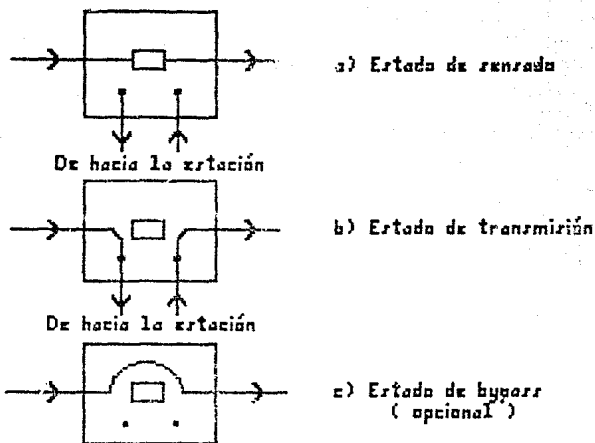 a) Estado de sensado
De hacia la estación
b) Estado de transmisión
De hacia la estación
c) Estado de bypass
( opcional )